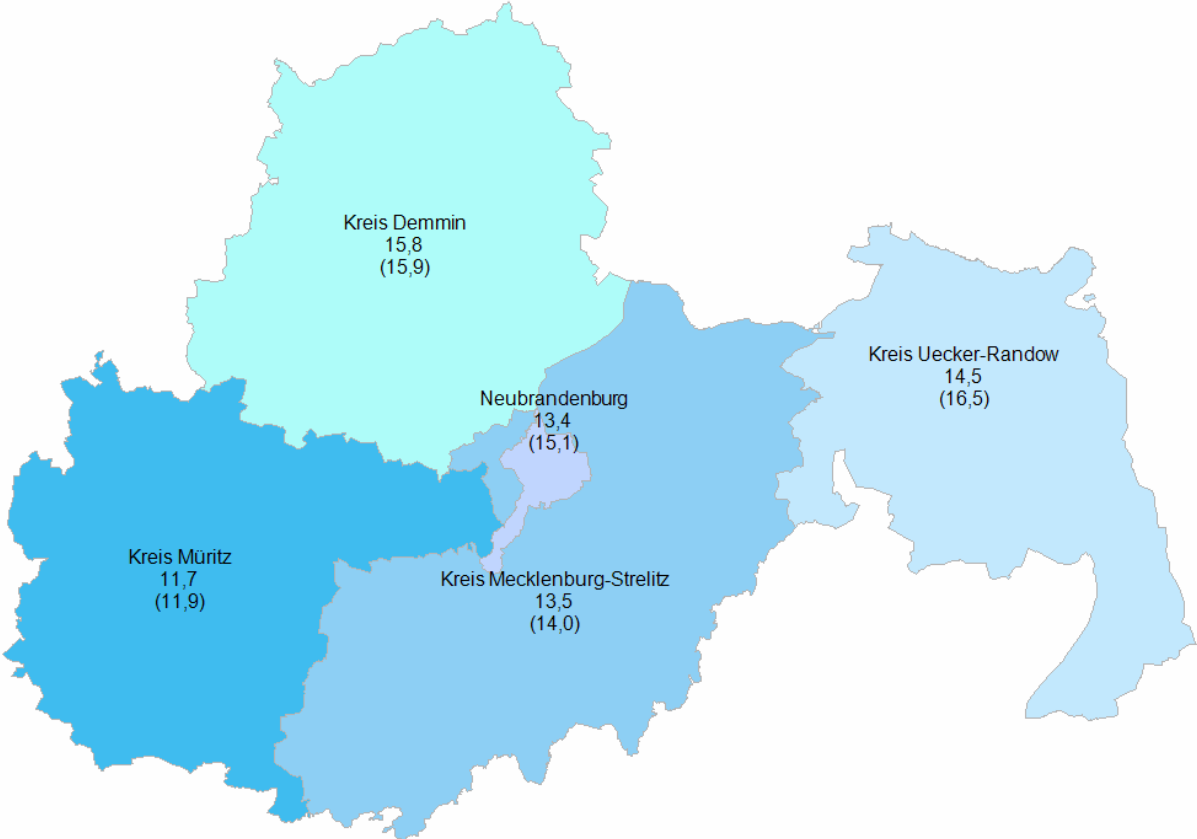 Kreis Demmin
15,8
(15,9)
Kreis Uecker-Randow
14,5
(16,5)
Neubrandenburg
13,4
(15,1)
Kreis Müritz
11,7
(11,9)
Kreis Mecklenburg-Strelitz
13,5
(14,0)